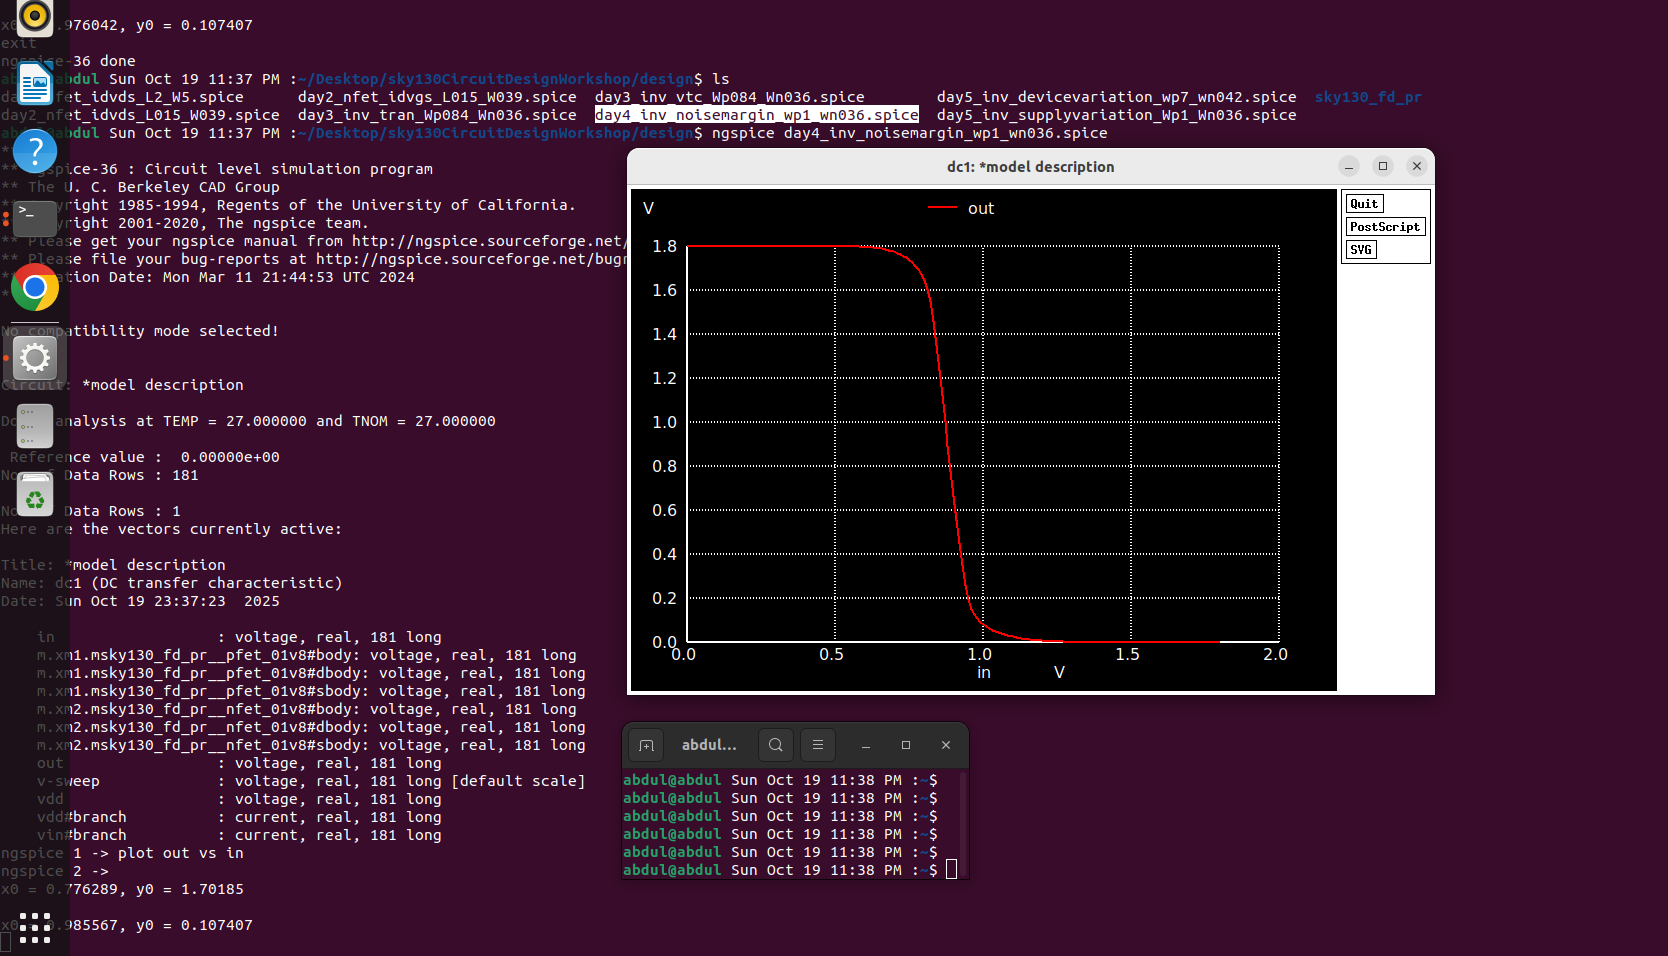 x0 = 0.976042, y0 = 0.107407
exit
ngspice-36 done
abdul@abdul Sun Oct 19 11:37 PM :~/Desktop/sky130CircuitDesignWorkshop/design$ ls
day2_nfet_idvds_L2_W5.spice day2_nfet_idvgs_L015_W039.spice day3_inv_vtc_Wp084_Wn036.spice day5_inv_devicevariation_wp7_wn042.spice sky130_fd_pr
day2_nfet_idvds_L015_W039.spice day3_inv_tran_Wp084_Wn036.spice day4_inv_noisemargin_wp1_wn036.spice day5_inv_supplyvariation_Wp1_Wn036.spice
abdul@abdul Sun Oct 19 11:37 PM :~/Desktop/sky130CircuitDesignWorkshop/design$ ngspice day4_inv_noisemargin_wp1_wn036.spice
**
** ngspice-36 : Circuit level simulation program
** The U. C. Berkeley CAD Group
** Copyright 1985-1994, Regents of the University of California.
** Copyright 2001-2020, The ngspice team.
** Please get your ngspice manual from http://ngspice.sourceforge.net/
** Please file your bug-reports at http://ngspice.sourceforge.net/bugr
** Creation Date: Mon Mar 11 21:44:53 UTC 2024
**
No compatibility mode selected!
Circuit: *model description
Doing analysis at TEMP = 27.000000 and TNOM = 27.000000
Reference value : 0.00000e+00
No. of Data Rows : 181
No. of Data Rows : 1
Here are the vectors currently active:
Title: *model description
Name: dc1 (DC transfer characteristic)
Date: Sun Oct 19 23:37:23 2025
in : voltage, real, 181 long
m.xm1.msky130_fd_pr__pfet_01v8#body: voltage, real, 181 long
m.xm1.msky130_fd_pr__pfet_01v8#dbody: voltage, real, 181 long
m.xm1.msky130_fd_pr__pfet_01v8#sbody: voltage, real, 181 long
m.xm2.msky130_fd_pr__nfet_01v8#body: voltage, real, 181 long
m.xm2.msky130_fd_pr__nfet_01v8#dbody: voltage, real, 181 long
m.xm2.msky130_fd_pr__nfet_01v8#sbody: voltage, real, 181 long
out : voltage, real, 181 long
v-sweep : voltage, real, 181 long [default scale]
vdd : voltage, real, 181 long
vdd#branch : current, real, 181 long
vin#branch : current, real, 181 long
ngspice 1 -> plot out vs in
ngspice 2 ->
x0 = 0.776289, y0 = 1.70185
x0 = 0.985567, y0 = 0.107407
dc1: *model description
Quit
PostScript
SVG
V
out
1.8
1.6
1.4
1.2
1.0
0.8
0.6
0.4
0.2
0.0
0.0 0.5 1.0 1.5 2.0
in V
abdul...
abdul@abdul Sun Oct 19 11:38 PM :~$
abdul@abdul Sun Oct 19 11:38 PM :~$
abdul@abdul Sun Oct 19 11:38 PM :~$
abdul@abdul Sun Oct 19 11:38 PM :~$
abdul@abdul Sun Oct 19 11:38 PM :~$
abdul@abdul Sun Oct 19 11:38 PM :~$